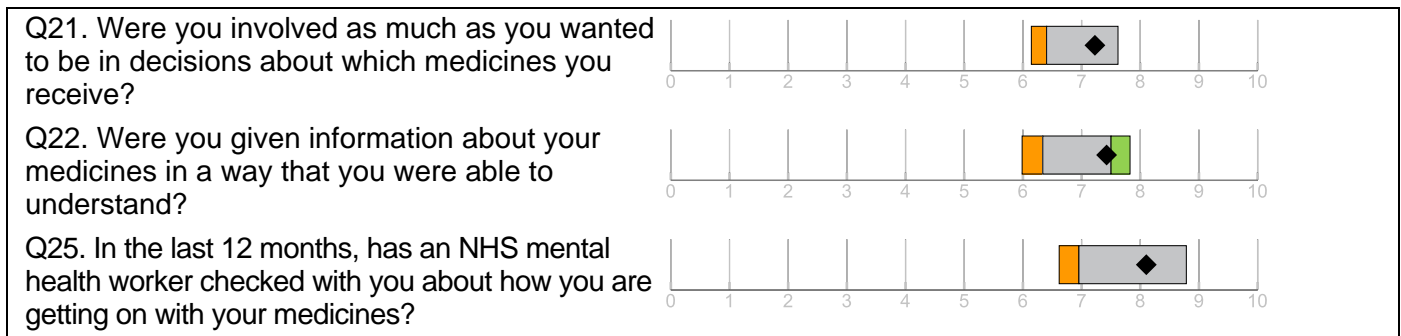 Q21. Were you involved as much as you wanted
to be in decisions about which medicines you
receive?
0 1 2 3 4 5 6 7 8 9 10
Q22. Were you given information about your
medicines in a way that you were able to
understand?
0 1 2 3 4 5 6 7 8 9 10
Q25. In the last 12 months, has an NHS mental
health worker checked with you about how you are
getting on with your medicines?
0 1 2 3 4 5 6 7 8 9 10